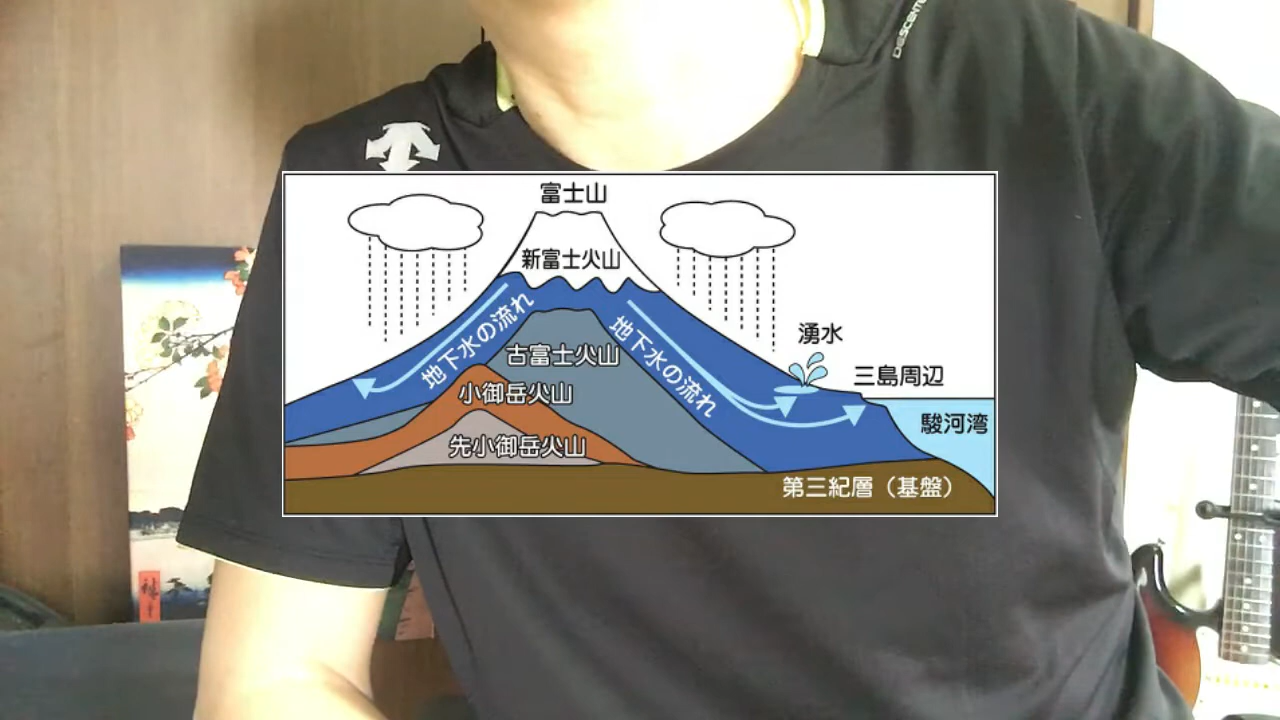 DESCENTE
富士山
新富士火山
地下水の流れ
地下水の流れ
湧水
古富士火山
三島周辺
小御岳火山
駿河湾
先小御岳火山
第三紀層（基盤）